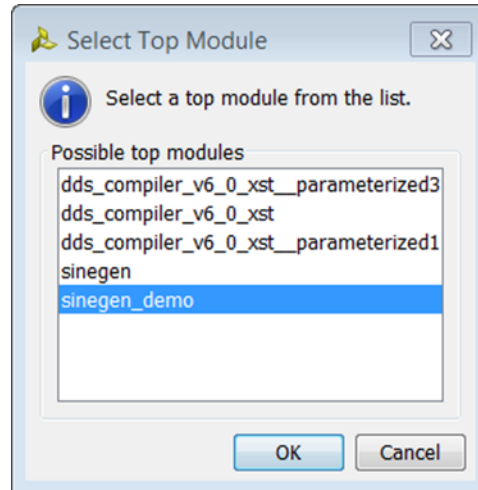 Select Top Module
Select a top module from the list.
Possible top modules
dds_compiler_v6_0_xst__parameterized3
dds_compiler_v6_0_xst
dds_compiler_v6_0_xst__parameterized1
sinegen
sinegen_demo
OK Cancel